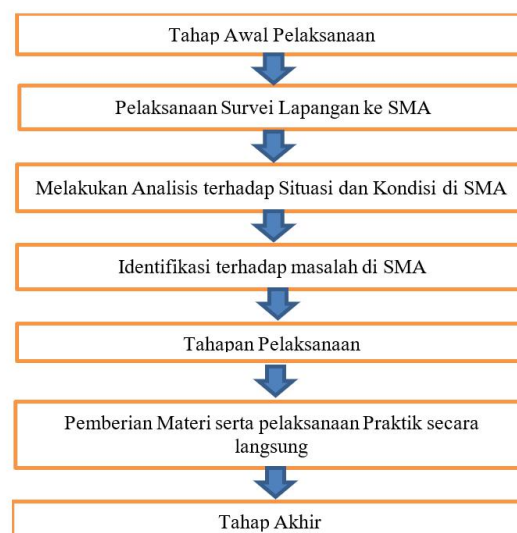 Tahap Awal Pelaksanaan
Pelaksanaan Survei Lapangan ke SMA
Melakukan Analisis terhadap Situasi dan Kondisi di SMA
Identifikasi terhadap masalah di SMA
Tahapan Pelaksanaan
Pemberian Materi serta pelaksanaan Praktik secara
langsung
Tahap Akhir